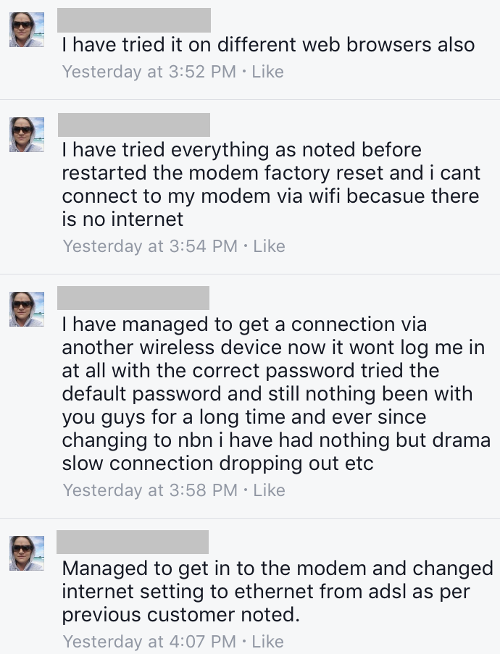 I have tried it on different web browsers also
Yesterday at 3:52 PM · Like
I have tried everything as noted before
restarted the modem factory reset and i cant
connect to my modem via wifi becasue there
is no internet
Yesterday at 3:54 PM · Like
I have managed to get a connection via
another wireless device now it wont log me in
at all with the correct password tried the
default password and still nothing been with
you guys for a long time and ever since
changing to nbn i have had nothing but drama
slow connection dropping out etc
Yesterday at 3:58 PM · Like
Managed to get in to the modem and changed
internet setting to ethernet from adsl as per
previous customer noted.
Yesterday at 4:07 PM · Like